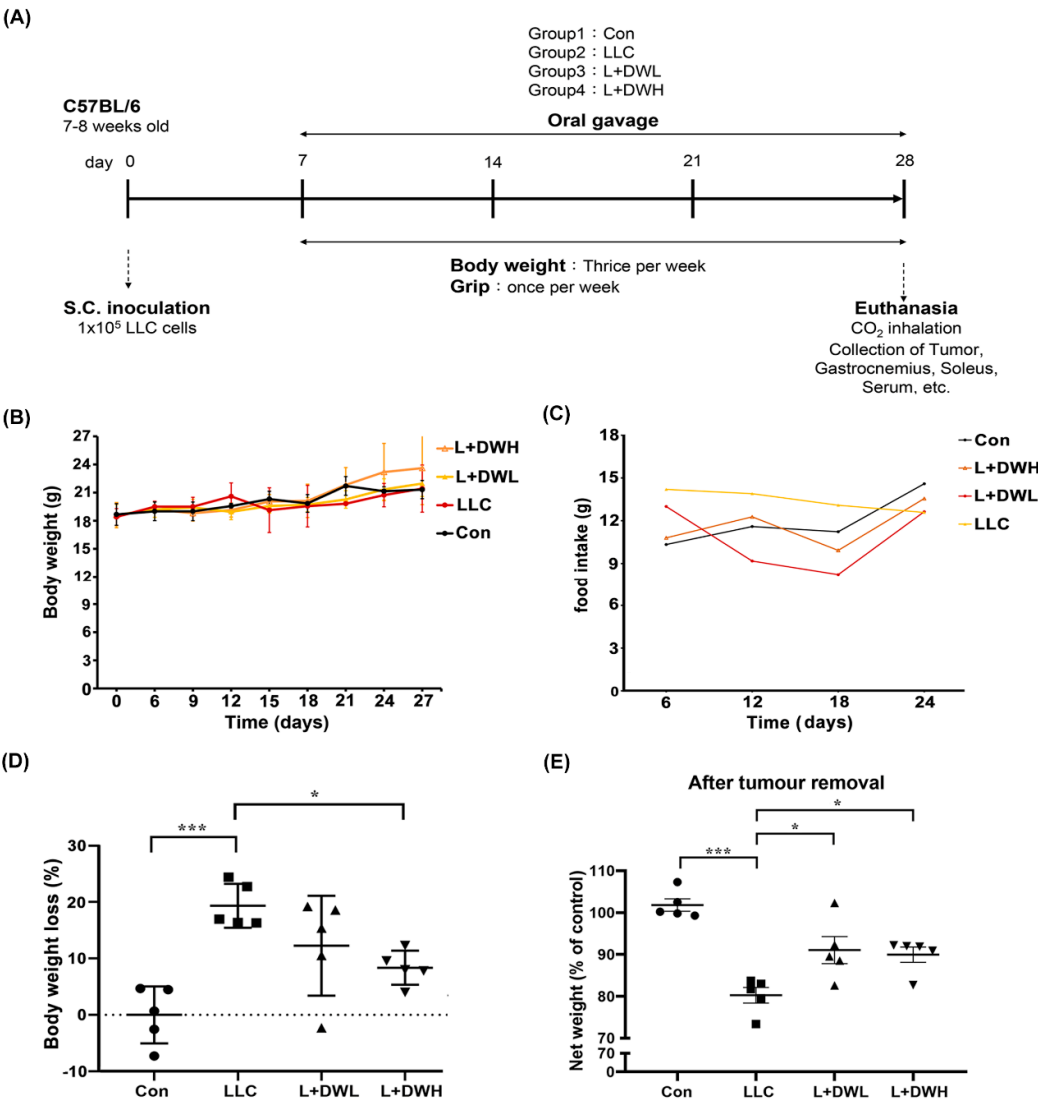 (A)
Group1：Con
Group2：LLC
Group3：L+DWL
Group4：L+DWH
C57BL/6
7-8 weeks old
Oral gavage
day 0 7 14 21 28
Body weight：Thrice per week
Grip：once per week
S.C. inoculation
1x10⁵ LLC cells
Euthanasia
CO₂ inhalation
Collection of Tumor,
Gastrocnemius, Soleus,
Serum, etc.
(B)
Body weight (g)
27
24
21
18
15
12
9
6
3
0
0 6 9 12 15 18 21 24 27
Time (days)
L+DWH
L+DWL
LLC
Con
(C)
food intake (g)
18
15
12
9
6
3
0
6 12 18 24
Time (days)
Con
L+DWH
L+DWL
LLC
(D)
Body weight loss (%)
30
20
10
0
-10
***
*
Con LLC L+DWL L+DWH
(E)
After tumour removal
Net weight (% of control)
110
100
90
80
70
70
0
***
*
*
Con LLC L+DWL L+DWH